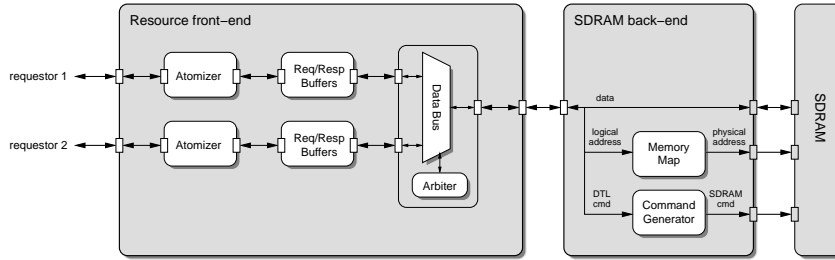 Resource front−end
SDRAM back−end
requestor 1
Atomizer
Req/Resp
Buffers
Data Bus
data
SDRAM
requestor 2
Atomizer
Req/Resp
Buffers
logical
address
Memory
Map
physical
address
Arbiter
DTL
cmd
Command
Generator
SDRAM
cmd